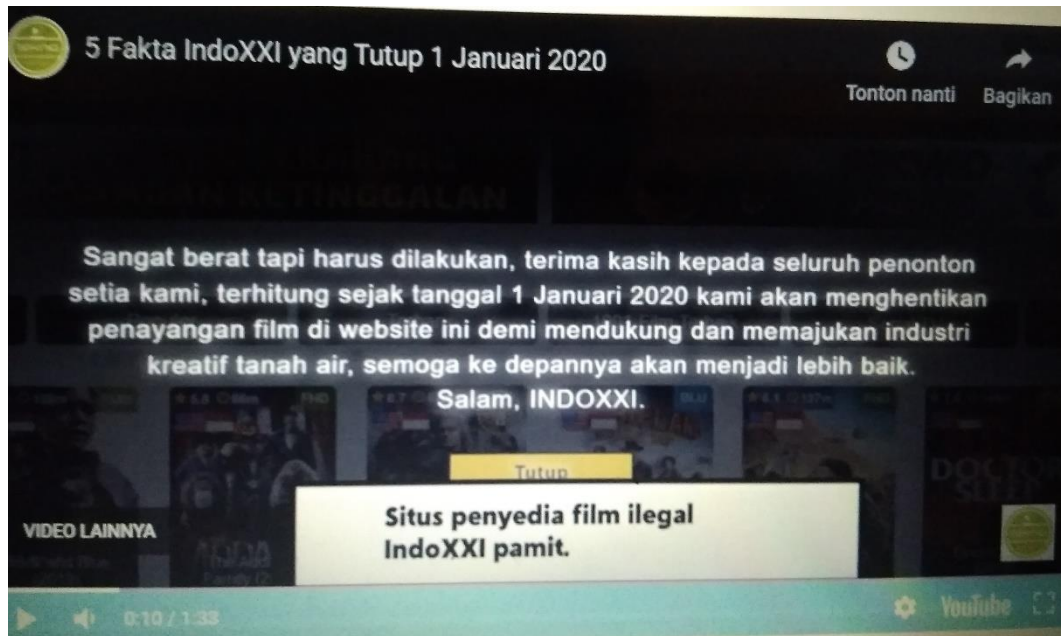 5 Fakta IndoXXI yang Tutup 1 Januari 2020
Tonton nanti
Bagikan
KETINGGALAN
Sangat berat tapi harus dilakukan, terima kasih kepada seluruh penonton
setia kami, terhitung sejak tanggal 1 Januari 2020 kami akan menghentikan
penayangan film di website ini demi mendukung dan memajukan industri
kreatif tanah air, semoga ke depannya akan menjadi lebih baik.
Salam, INDOXXI.
Tutup
DOCTOR
SLEEP
Situs penyedia film ilegal
IndoXXI pamit.
VIDEO LAINNYA
0:10 / 1:33
YouTube